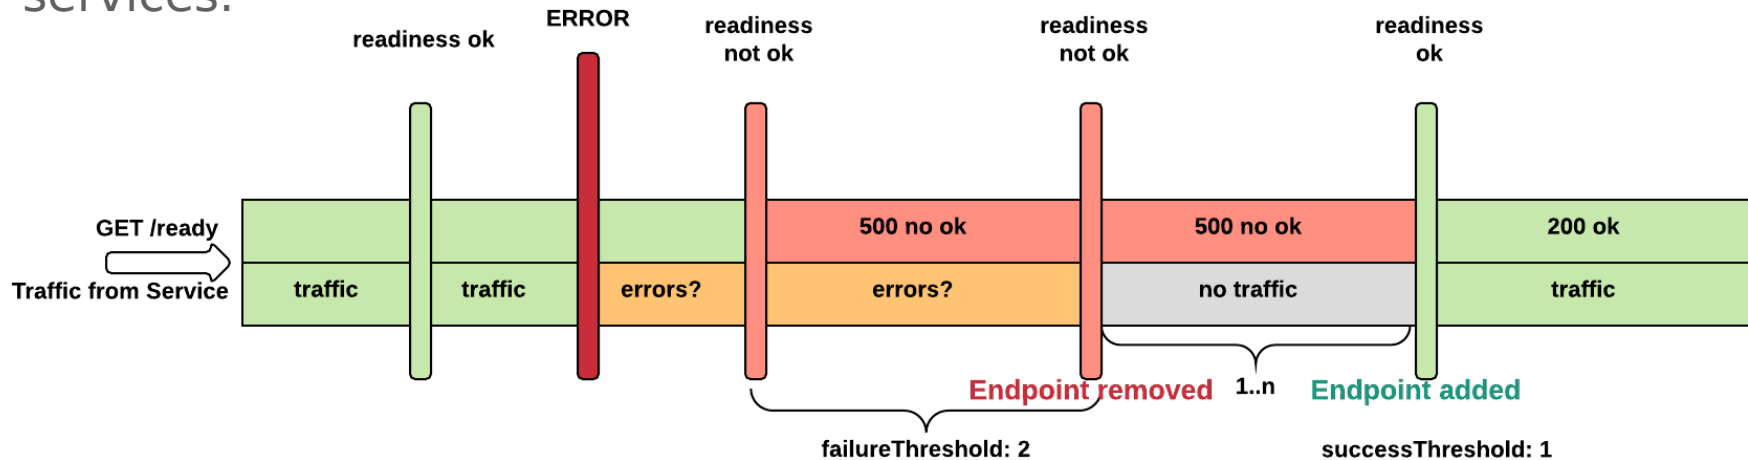 services.
readiness ok
ERROR
readiness
not ok
readiness
not ok
readiness
ok
GET /ready
500 no ok
500 no ok
200 ok
Traffic from Service
traffic
traffic
errors?
errors?
no traffic
traffic
Endpoint removed
1..n
Endpoint added
failureThreshold: 2
successThreshold: 1